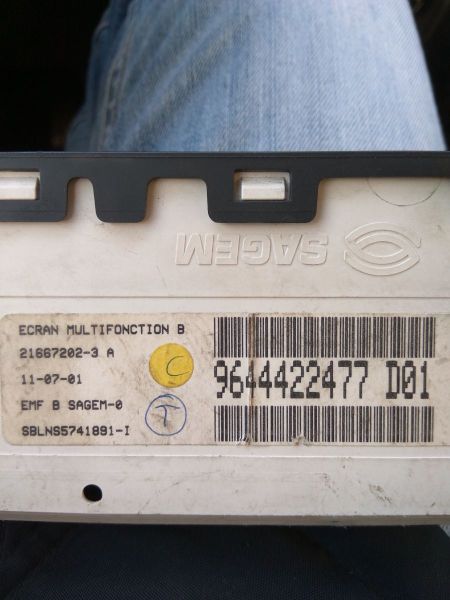 SAGEM
ECRAN MULTIFONCTION B
21667202-3 A
11-07-01
EMF B SAGEM-0
SBLNS5741891-I
C
T
9644422477 D01